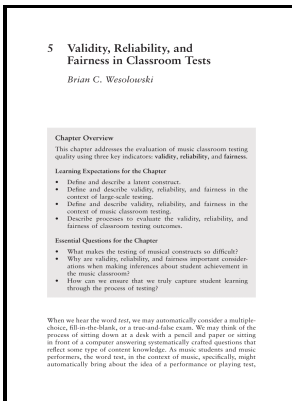 5 Validity, Reliability, and
Fairness in Classroom Tests
Brian C. Wesolowski
Chapter Overview
This chapter addresses the evaluation of music classroom testing
quality using three key indicators: validity, reliability, and fairness.
Learning Expectations for the Chapter
• Define and describe a latent construct.
• Define and describe validity, reliability, and fairness in the
context of large-scale testing.
• Define and describe validity, reliability, and fairness in the
context of music classroom testing.
• Describe processes to evaluate the validity, reliability, and
fairness of classroom testing outcomes.
Essential Questions for the Chapter
• What makes the testing of musical constructs so difficult?
• Why are validity, reliability, and fairness important consider-
ations when making inferences about student achievement in
the music classroom?
• How can we ensure that we truly capture student learning
through the process of testing?
When we hear the word test, we may automatically consider a multiple-
choice, fill-in-the-blank, or a true-and-false exam. We may think of the
process of sitting down at a desk with a pencil and paper or sitting
in front of a computer answering systematically crafted questions that
reflect some type of content knowledge. As music students and music
performers, the word test, in the context of music, specifically, might
automatically bring about the idea of a performance or playing test,